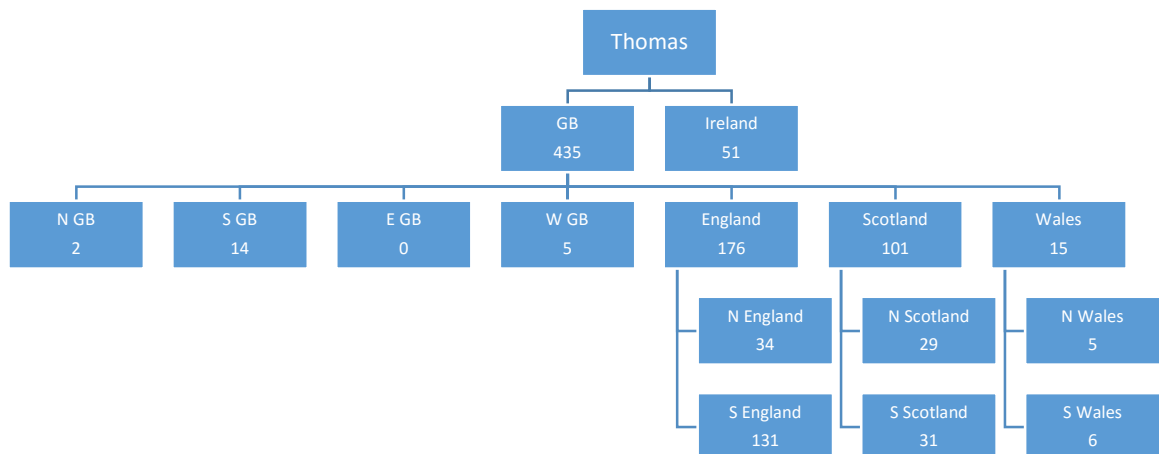 Thomas
GB
435
Ireland
51
N GB
2
S GB
14
E GB
0
W GB
5
England
176
Scotland
101
Wales
15
N England
34
N Scotland
29
N Wales
5
S England
131
S Scotland
31
S Wales
6